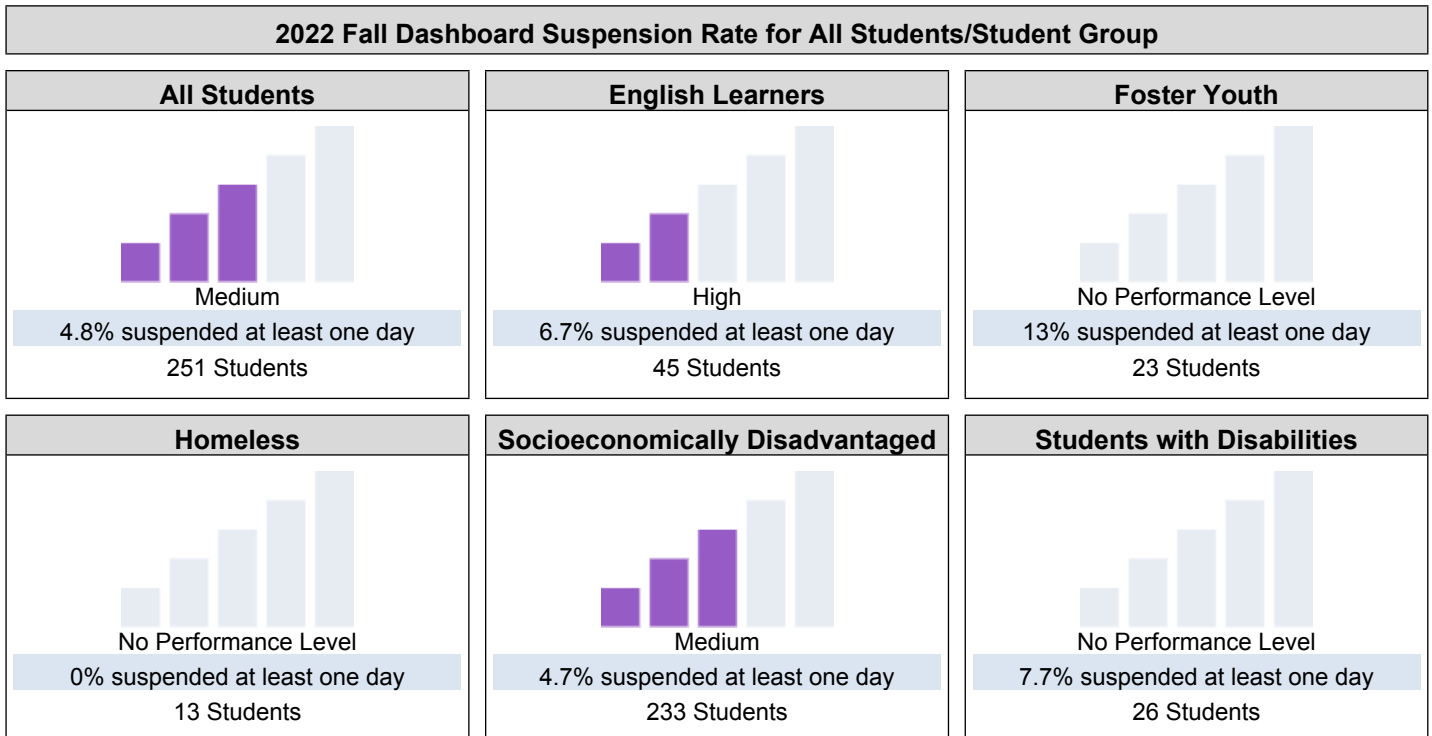 2022 Fall Dashboard Suspension Rate for All Students/Student Group
All Students
Medium
4.8% suspended at least one day
251 Students
English Learners
High
6.7% suspended at least one day
45 Students
Foster Youth
No Performance Level
13% suspended at least one day
23 Students
Homeless
No Performance Level
0% suspended at least one day
13 Students
Socioeconomically Disadvantaged
Medium
4.7% suspended at least one day
233 Students
Students with Disabilities
No Performance Level
7.7% suspended at least one day
26 Students